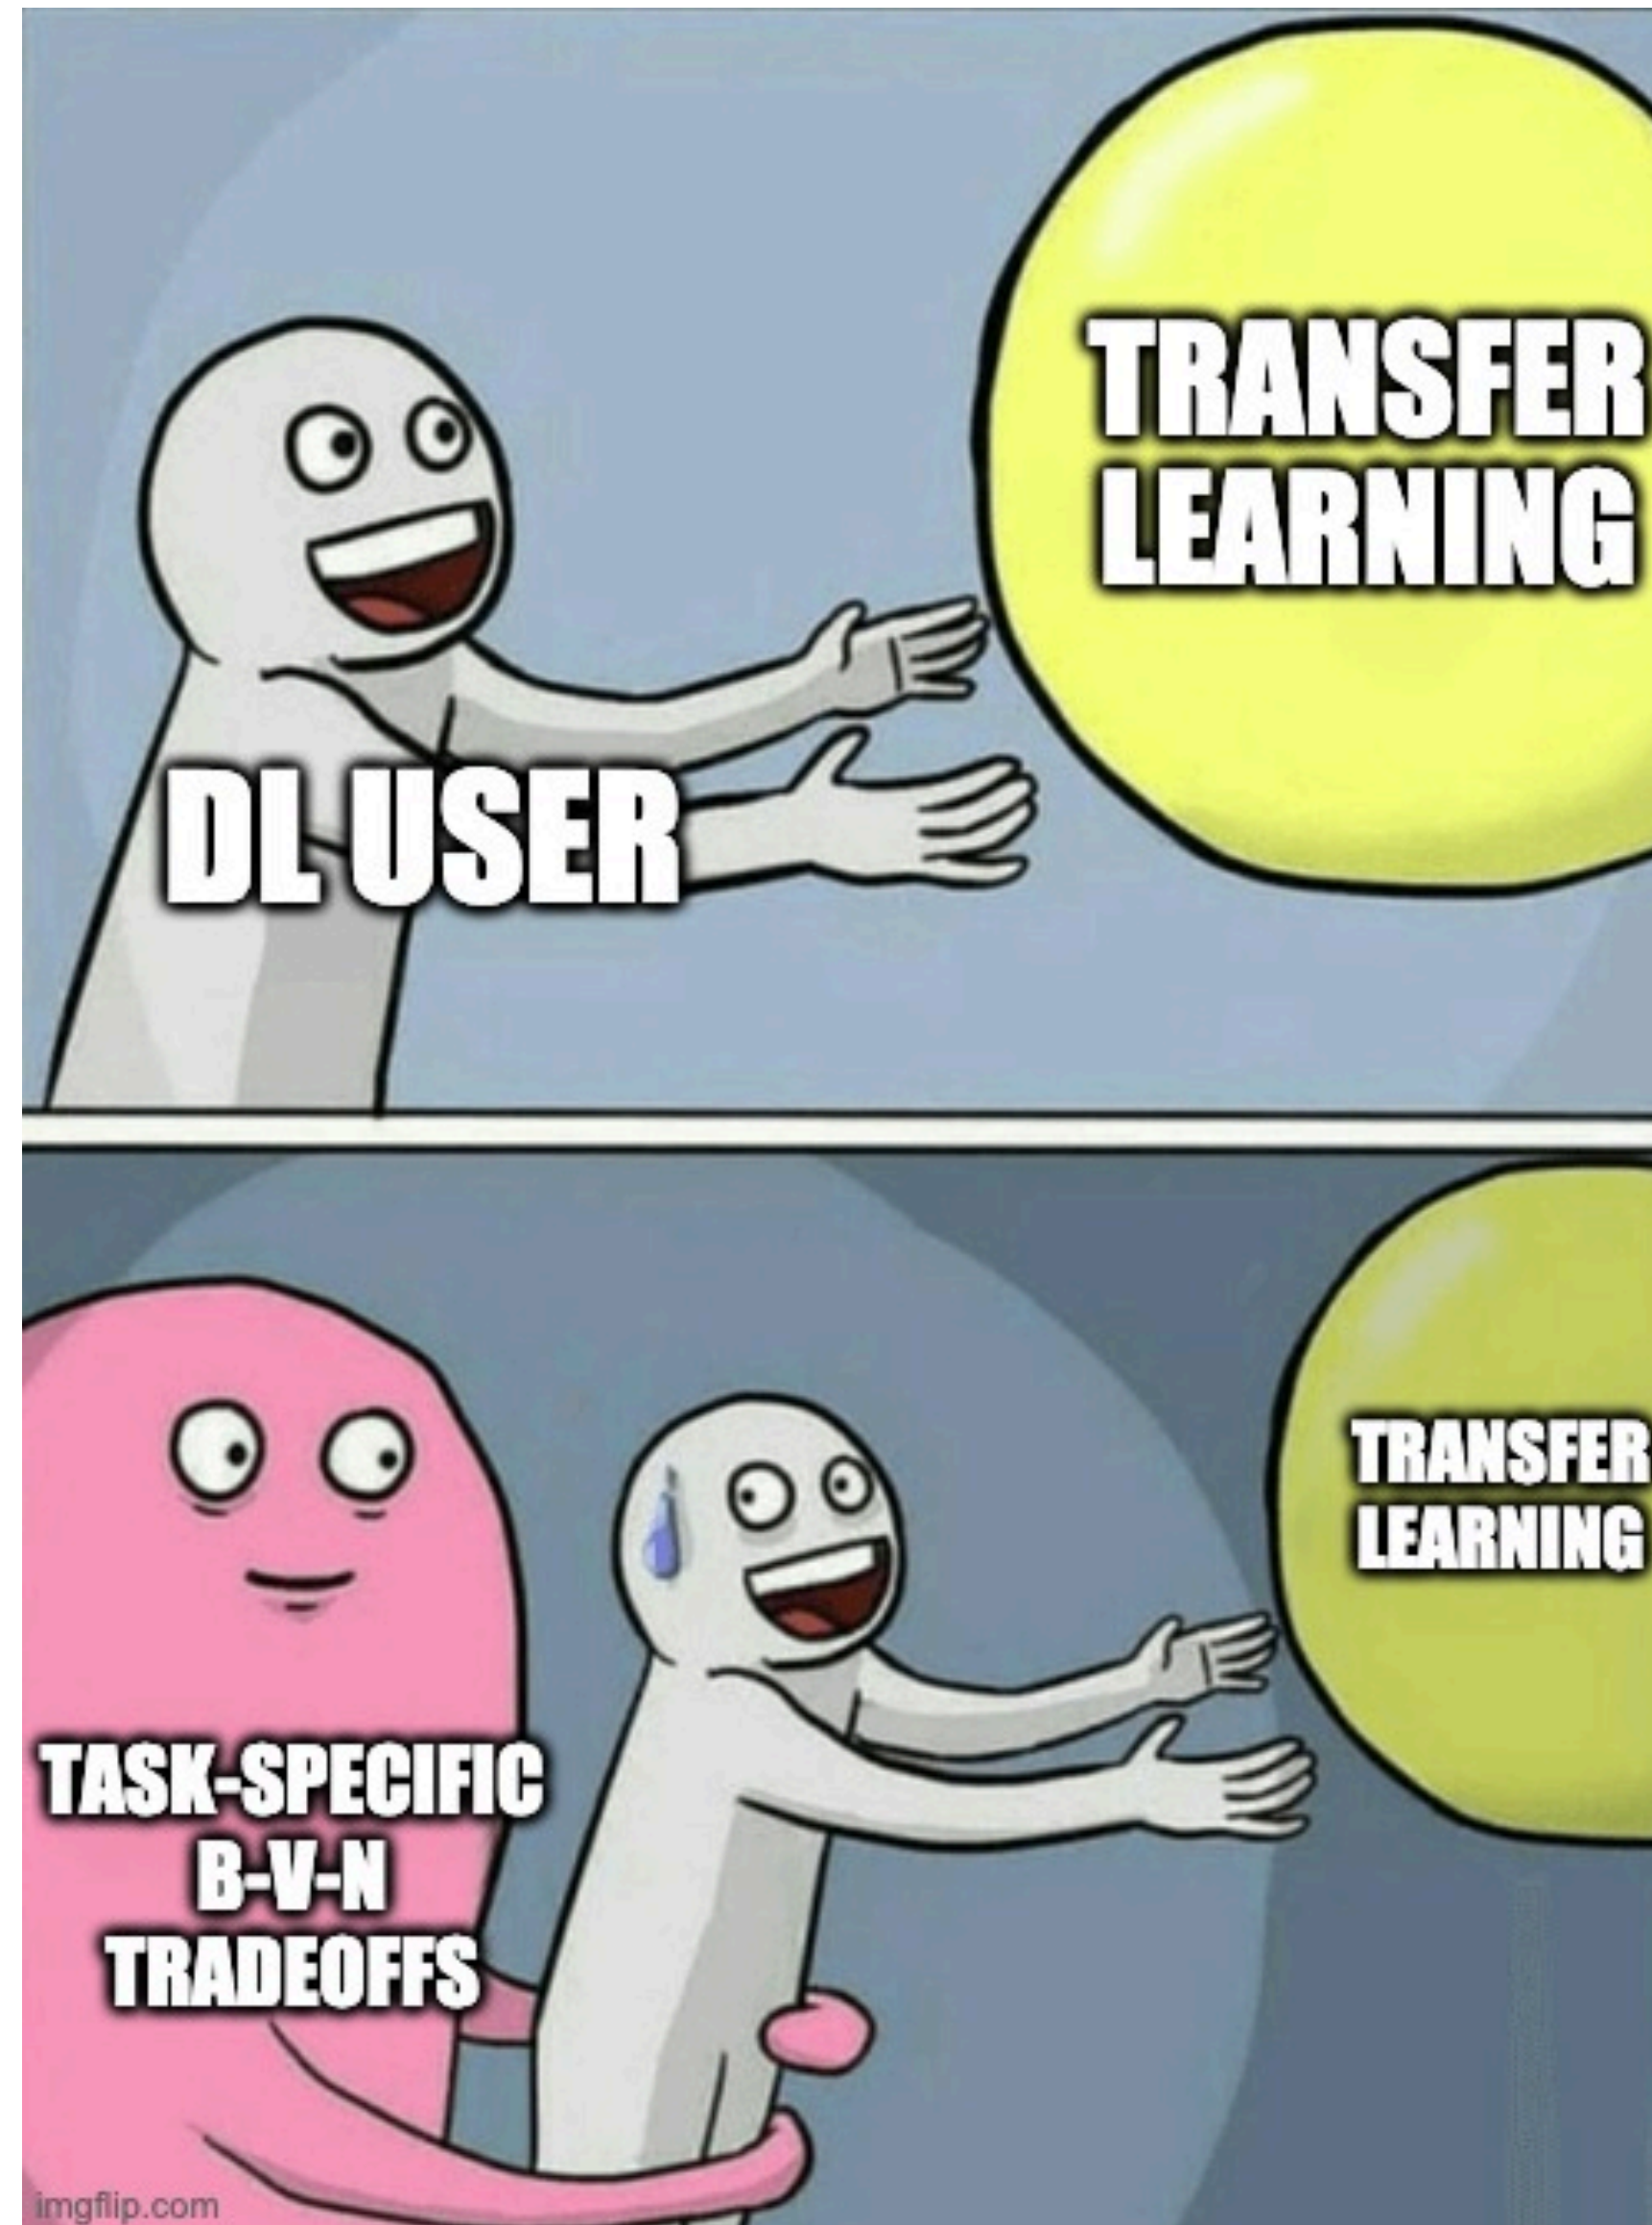 TRANSFER
LEARNING
DL USER
TRANSFER
LEARNING
TASK-SPECIFIC
B-V-N
TRADEOFFS
imgflip.com